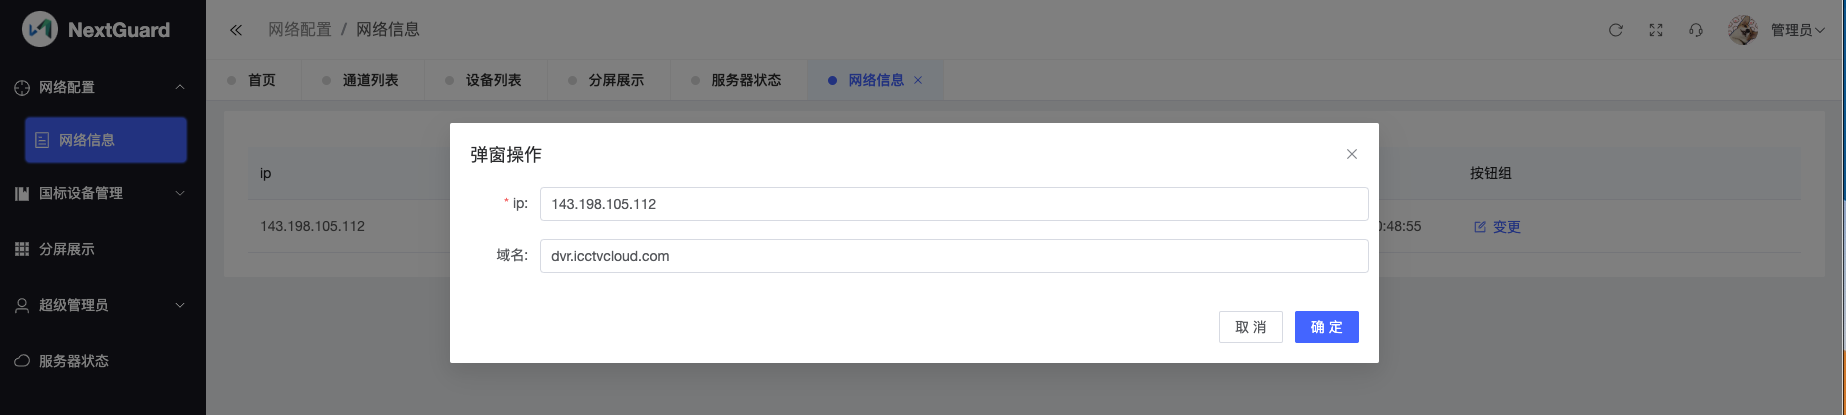 NextGuard
网络配置 / 网络信息
管理员
网络配置
首页
通道列表
设备列表
分屏展示
服务器状态
网络信息
网络信息
弹窗操作
ip
按钮组
国标设备管理
* ip:
143.198.105.112
143.198.105.112
0:48:55
变更
分屏展示
域名:
dvr.icctvcloud.com
超级管理员
取 消
确 定
服务器状态